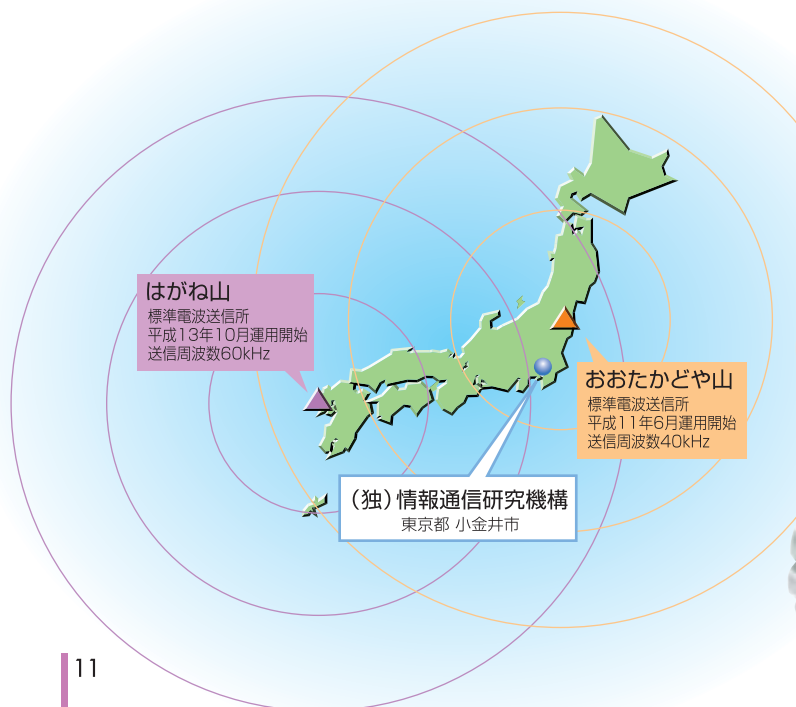 はがね山
標準電波送信所
平成13年10月運用開始
送信周波数60kHz
おおたかどや山
標準電波送信所
平成11年6月運用開始
送信周波数40kHz
（独）情報通信研究機構
東京都 小金井市
11